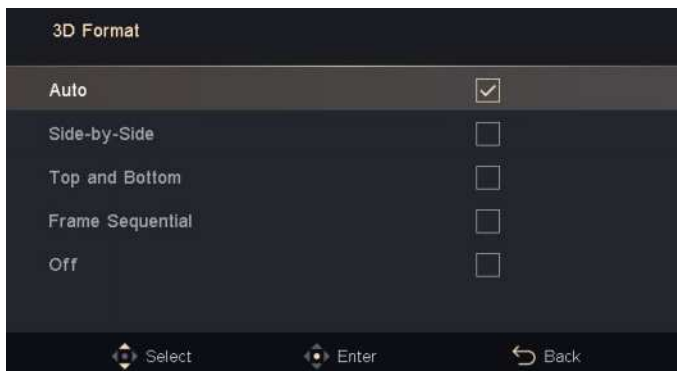 3D Format
Auto
Side-by-Side
Top and Bottom
Frame Sequential
Off
Select Enter Back